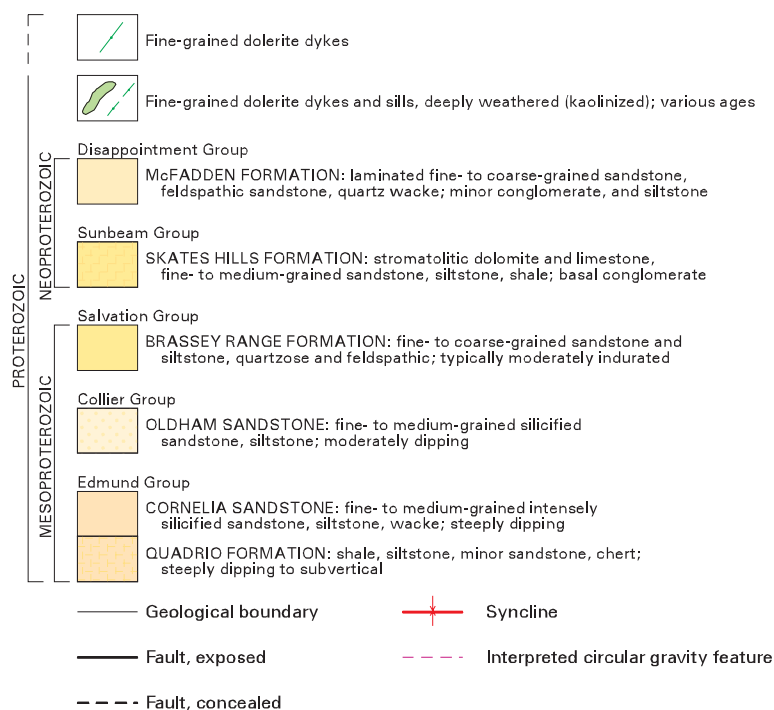 Fine-grained dolerite dykes
Fine-grained dolerite dykes and sills, deeply weathered (kaolinized); various ages
PROTEROZOIC
NEOPROTEROZOIC
Disappointment Group
McFADDEN FORMATION: laminated fine- to coarse-grained sandstone,
feldspathic sandstone, quartz wacke; minor conglomerate, and siltstone
Sunbeam Group
SKATES HILLS FORMATION: stromatolitic dolomite and limestone,
fine- to medium-grained sandstone, siltstone, shale; basal conglomerate
MESOPROTEROZOIC
Salvation Group
BRASSEY RANGE FORMATION: fine- to coarse-grained sandstone and
siltstone, quartzose and feldspathic; typically moderately indurated
Collier Group
OLDHAM SANDSTONE: fine- to medium-grained silicified
sandstone, siltstone; moderately dipping
Edmund Group
CORNELIA SANDSTONE: fine- to medium-grained intensely
silicified sandstone, siltstone, wacke; steeply dipping
QUADRIO FORMATION: shale, siltstone, minor sandstone, chert;
steeply dipping to subvertical
Geological boundary
Fault, exposed
Fault, concealed
Syncline
Interpreted circular gravity feature